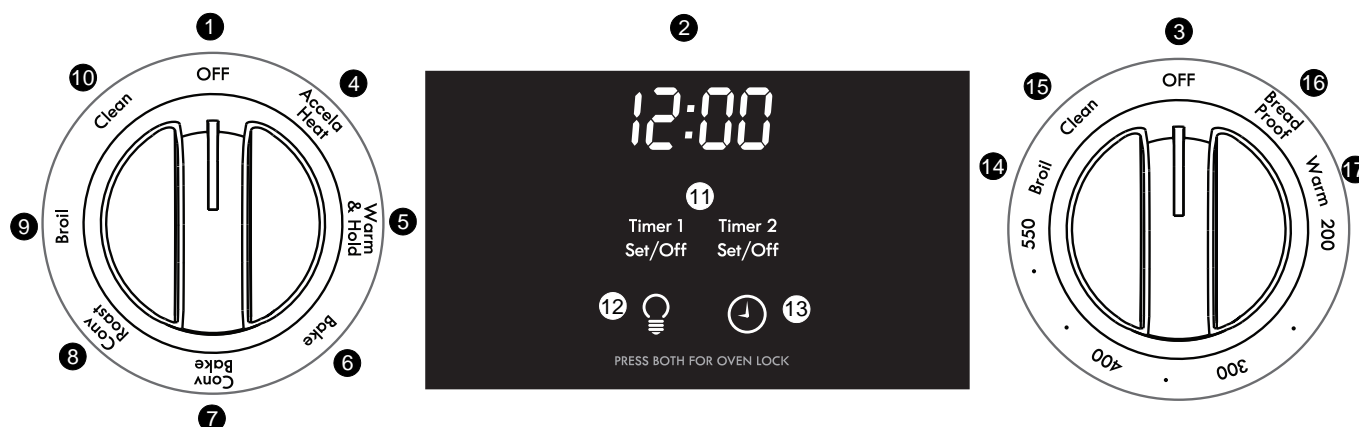 1
OFF
4
Accela
Heat
5
Warm
& Hold
6
Bake
7
Conv
Bake
8
Conv
Roast
9
Broil
10
Clean
2
12:00
11
Timer 1
Set/Off
Timer 2
Set/Off
12
13
PRESS BOTH FOR OVEN LOCK
3
OFF
16
Bread
Proof
17
Warm
200
300
400
550
14
Broil
15
Clean